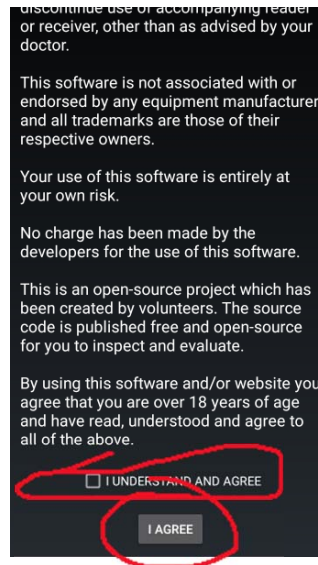 discontinue use of accompanying reader
or receiver, other than as advised by your
doctor.
This software is not associated with or
endorsed by any equipment manufacturer
and all trademarks are those of their
respective owners.
Your use of this software is entirely at
your own risk.
No charge has been made by the
developers for the use of this software.
This is an open-source project which has
been created by volunteers. The source
code is published free and open-source
for you to inspect and evaluate.
By using this software and/or website you
agree that you are over 18 years of age
and have read, understood and agree to
all of the above.
I UNDERSTAND AND AGREE
I AGREE